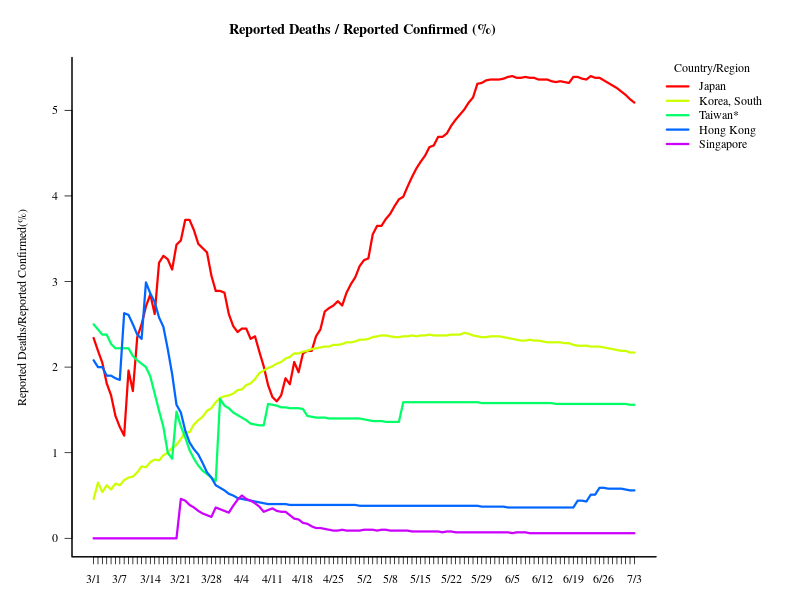 Reported Deaths / Reported Confirmed (%)
Country/Region
Japan
Korea, South
Taiwan*
Hong Kong
Singapore
Reported Deaths/Reported Confirmed(%)
5
4
3
2
1
0
3/1 3/7 3/14 3/21 3/28 4/4 4/11 4/18 4/25 5/2 5/8 5/15 5/22 5/29 6/5 6/12 6/19 6/26 7/3